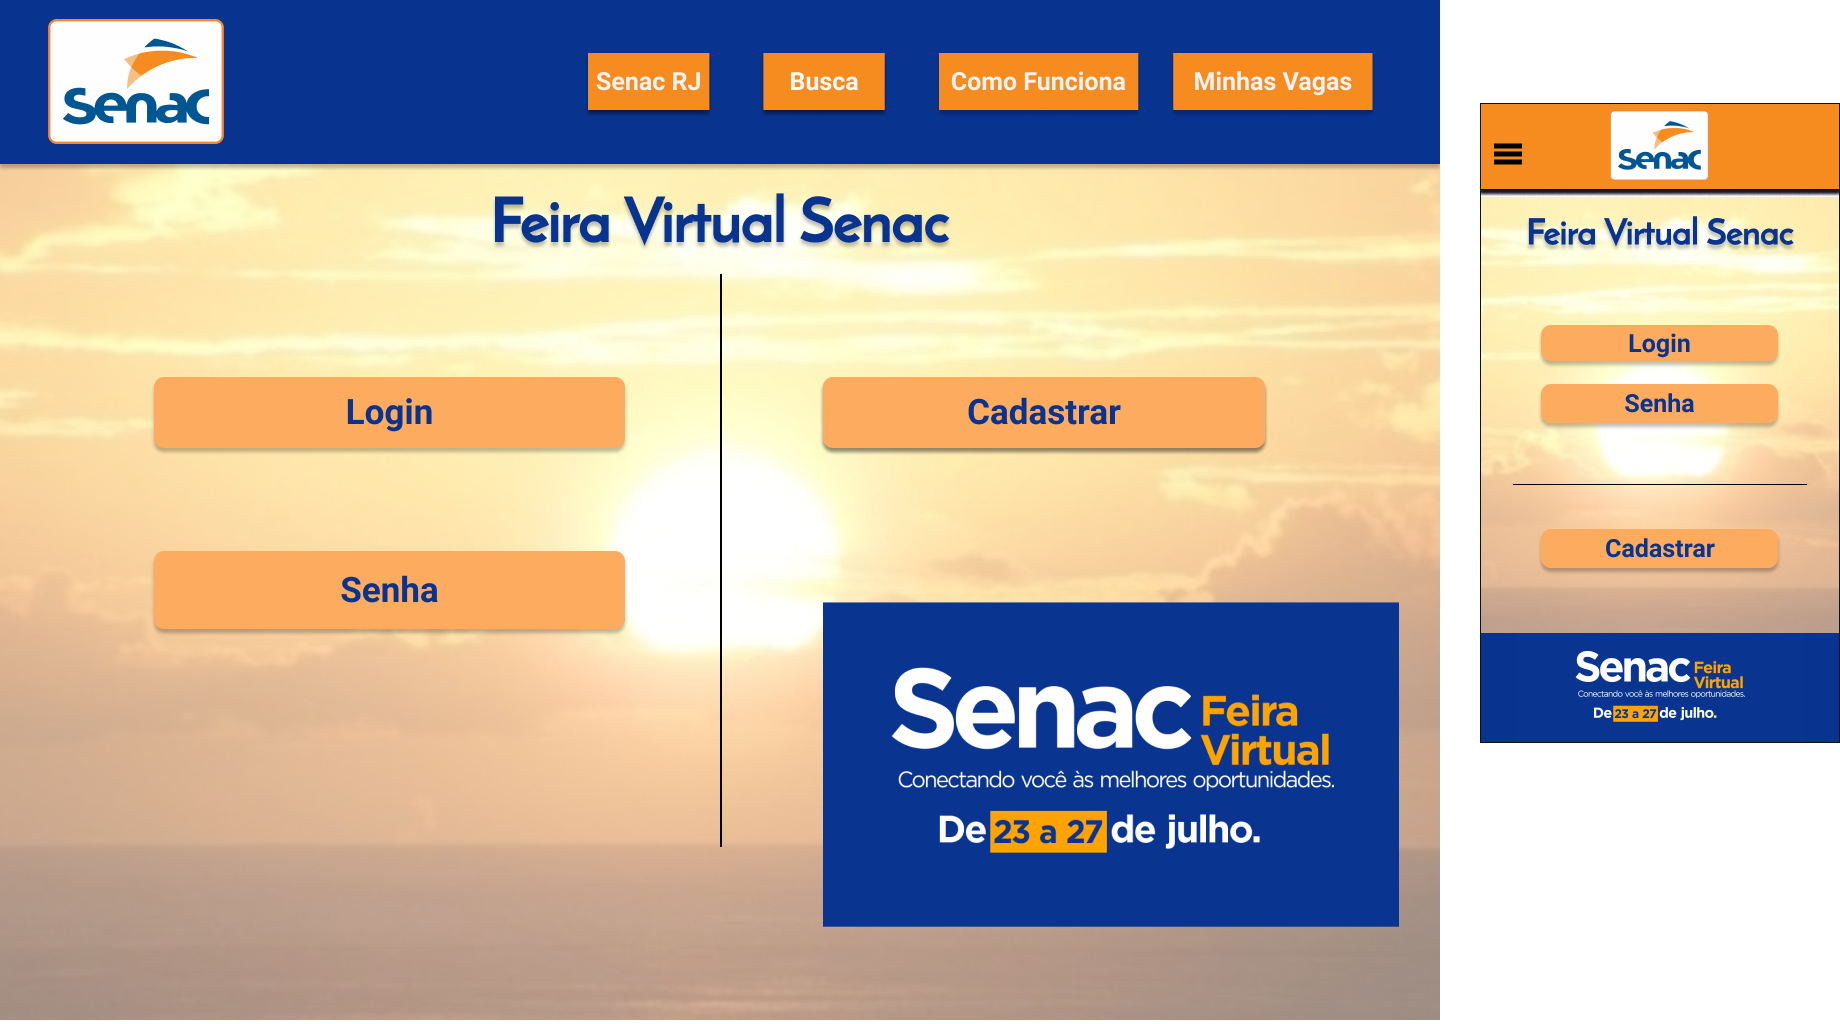 Senac
Senac RJ
Busca
Como Funciona
Minhas Vagas
Feira Virtual Senac
Login
Cadastrar
Senha
Senac Feira
Virtual
Conectando você às melhores oportunidades.
De 23 a 27 de julho.
Senac
Feira Virtual Senac
Login
Senha
Cadastrar
Senac Feira
Virtual
Conectando você às melhores oportunidades.
De 23 a 27 de julho.